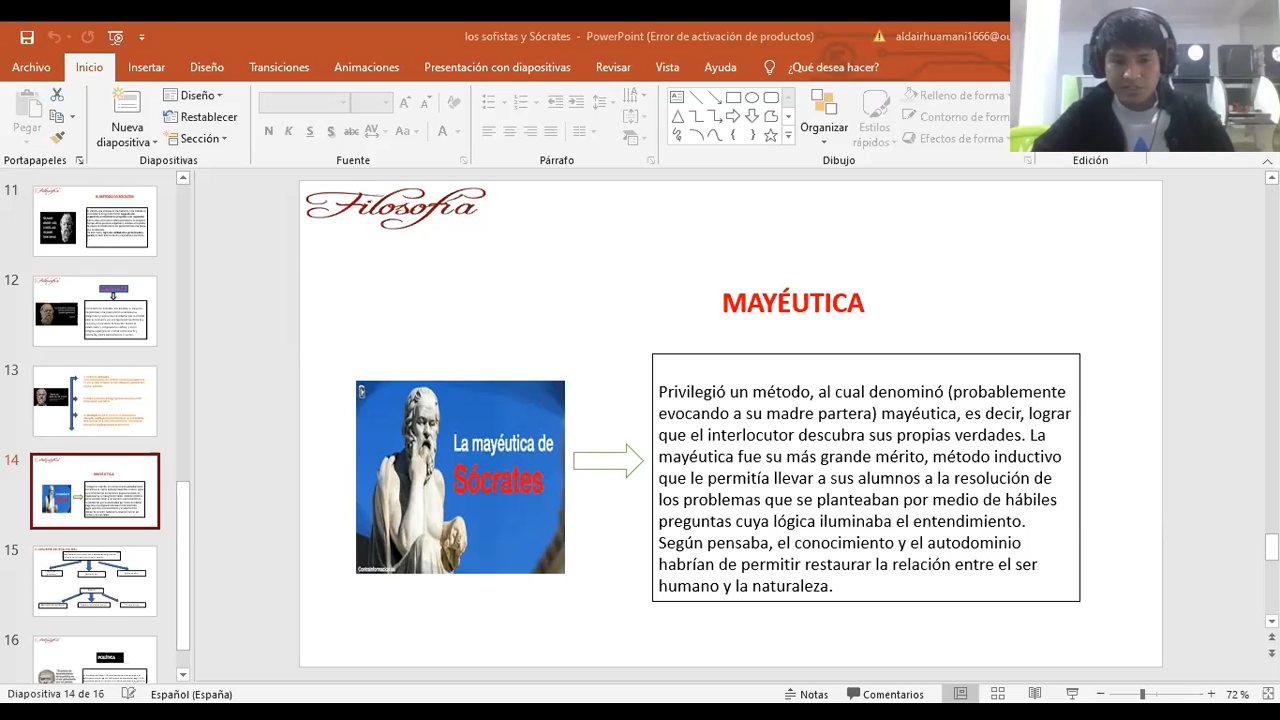 los sofistas y Sócrates - PowerPoint (Error de activación de productos)
aldairhuamani1666@ou
Archivo Inicio Insertar Diseño Transiciones Animaciones Presentación con diapositivas Revisar Vista Ayuda ¿Qué desea hacer?
Pegar
Nueva diapositiva
Diseño
Restablecer
Sección
N K S abc AV Aa A
Organizar
Estilos rápidos
Relleno de forma
Contorno de forma
Efectos de forma
Portapapeles Diapositivas Fuente Párrafo Dibujo Edición
11
12
13
14
15
16
POLÍTICA
Filosofía
MAYÉUTICA
La mayéutica de
Sócrates
Privilegió un método, al cual denominó (probablemente
evocando a su madre partera) mayéutica, es decir, lograr
que el interlocutor descubra sus propias verdades. La
mayéutica fue su más grande mérito, método inductivo
que le permitía llevar a sus alumnos a la resolución de
los problemas que se planteaban por medio de hábiles
preguntas cuya lógica iluminaba el entendimiento.
Según pensaba, el conocimiento y el autodominio
habrían de permitir restaurar la relación entre el ser
humano y la naturaleza.
Diapositiva 14 de 16 Español (España) Notas Comentarios 72 %